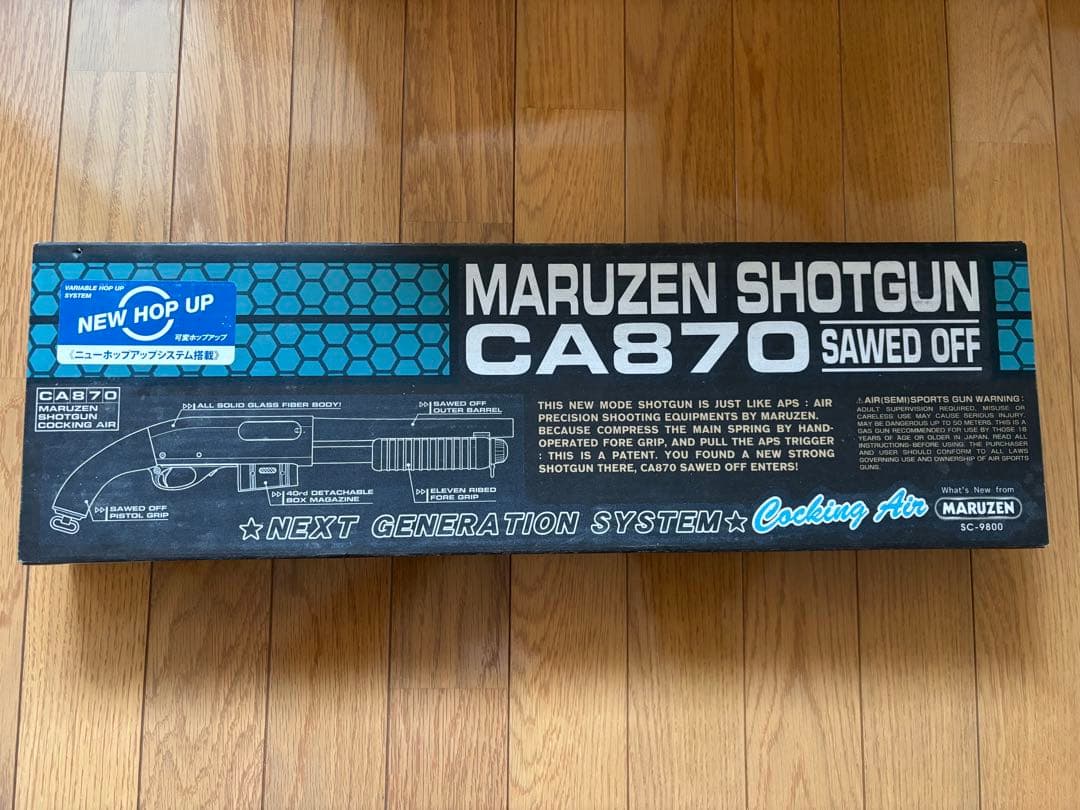 VARIABLE HOP UP
SYSTEM
NEW HOP UP
可変ホップアップ
《ニューホップアップシステム搭載》
MARUZEN SHOTGUN
CA870 SAWED OFF
CA870
MARUZEN
SHOTGUN
COCKING AIR
ALL SOLID GLASS FIBER BODY!
SAWED OFF
OUTER BARREL
SAWED OFF
PISTOL GRIP
40rd DETACHABLE
BOX MAGAZINE
ELEVEN RIBED
FORE GRIP
THIS NEW MODE SHOTGUN IS JUST LIKE APS : AIR
PRECISION SHOOTING EQUIPMENTS BY MARUZEN.
BECAUSE COMPRESS THE MAIN SPRING BY HAND-
OPERATED FORE GRIP, AND PULL THE APS TRIGGER
: THIS IS A PATENT. YOU FOUND A NEW STRONG
SHOTGUN THERE, CA870 SAWED OFF ENTERS!
⚠AIR(SEMI)SPORTS GUN WARNING:
ADULT SUPERVISION REQUIRED. MISUSE OR
CARELESS USE MAY CAUSE SERIOUS INJURY.
MAY BE DANGEROUS UP TO 50 METERS. THIS IS A
GAS GUN RECOMMENDED FOR USE BY THOSE 18
YEARS OF AGE OR OLDER IN JAPAN. READ ALL
INSTRUCTIONS-BEFORE USING. THE PURCHASER
AND USER SHOULD CONFORM TO ALL LAWS
GOVERNING USE AND OWNERSHIP OF AIR SPORTS
GUNS.
★NEXT GENERATION SYSTEM★
Cocking Air
What's New from
MARUZEN
SC-9800